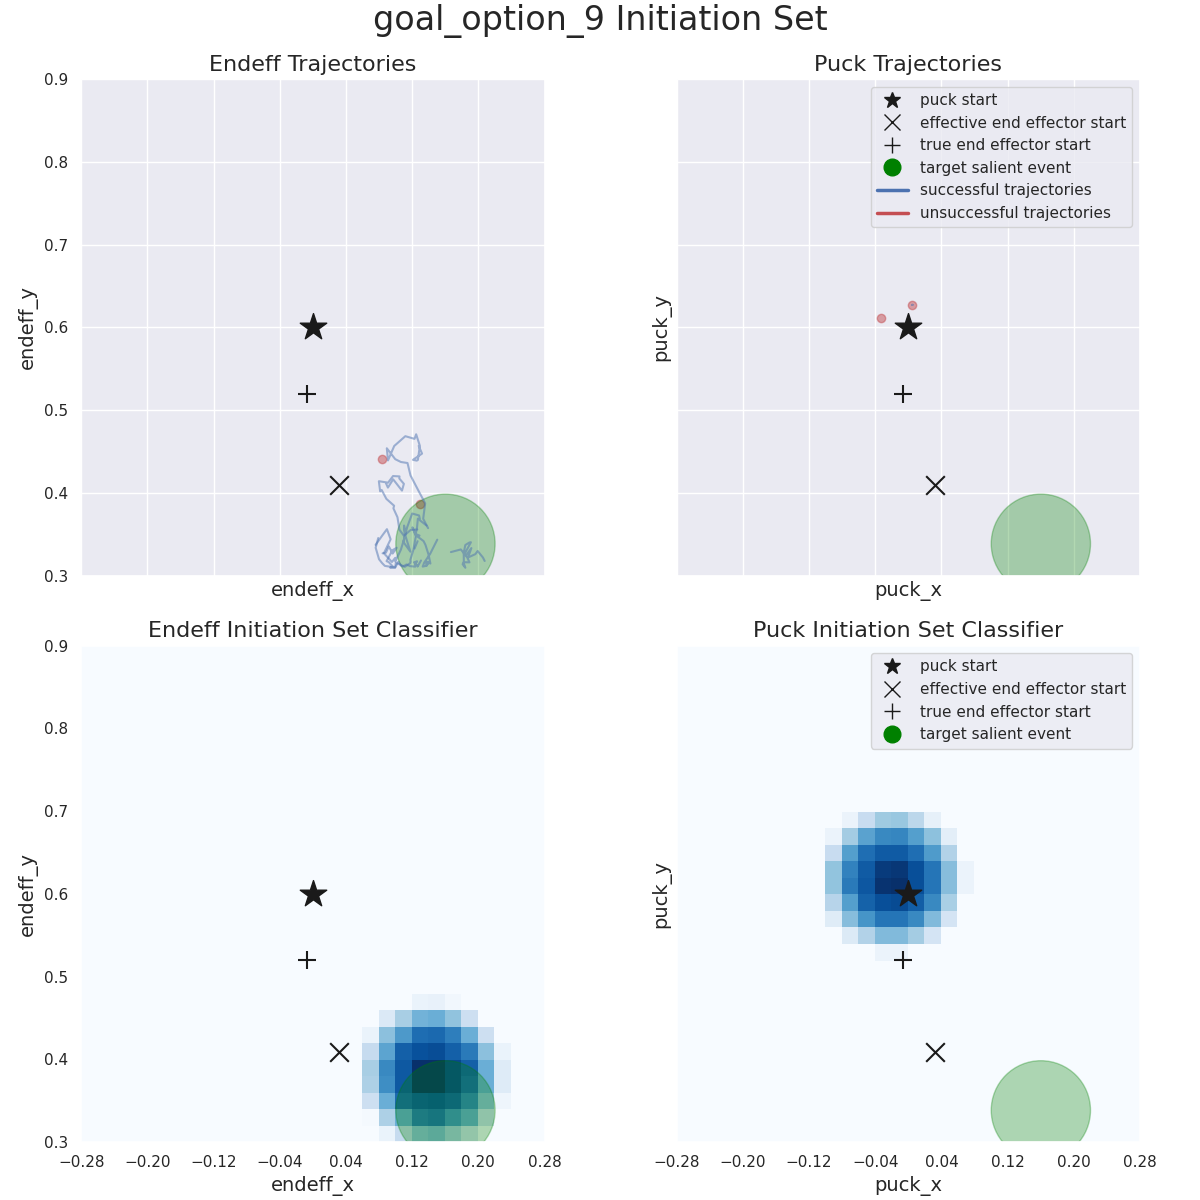 goal_option_9 Initiation Set
Endeff Trajectories
0.9
0.8
0.7
0.6
0.5
0.4
0.3
endeff_y
endeff_x
Puck Trajectories
puck start
effective end effector start
true end effector start
target salient event
successful trajectories
unsuccessful trajectories
puck_y
puck_x
Endeff Initiation Set Classifier
0.9
0.8
0.7
0.6
0.5
0.4
0.3
endeff_y
−0.28 −0.20 −0.12 −0.04 0.04 0.12 0.20 0.28
endeff_x
Puck Initiation Set Classifier
puck start
effective end effector start
true end effector start
target salient event
puck_y
−0.28 −0.20 −0.12 −0.04 0.04 0.12 0.20 0.28
puck_x